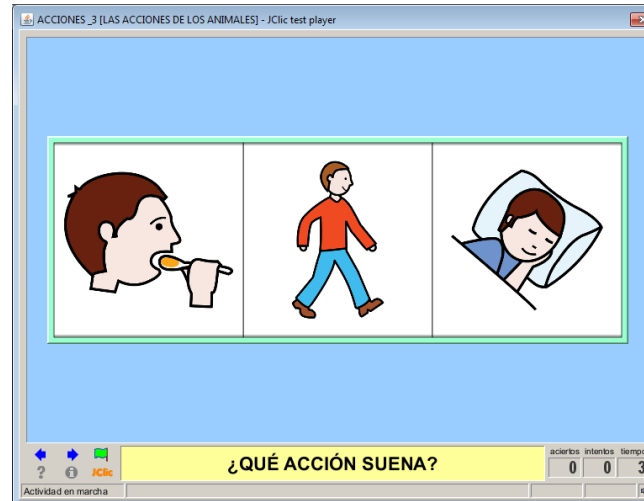 ACCIONES _3 [LAS ACCIONES DE LOS ANIMALES] - JClic test player
¿QUÉ ACCIÓN SUENA?
aciertos intentos tiempo
0 0 3
JClic
Actividad en marcha